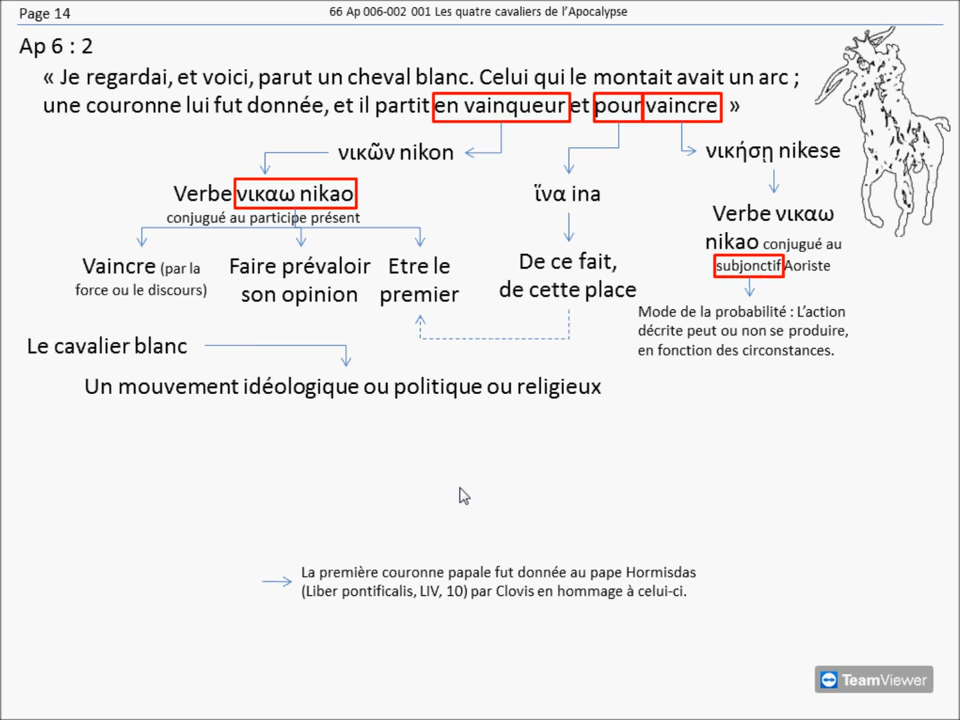 Page 14
66 Ap 006-002 001 Les quatre cavaliers de l’Apocalypse
Ap 6 : 2
« Je regardai, et voici, parut un cheval blanc. Celui qui le montait avait un arc ;
une couronne lui fut donnée, et il partit en vainqueur et pour vaincre »
νικῶν nikon
νικήσῃ nikese
Verbe νικαω nikao
conjugué au participe présent
ἵνα ina
Verbe νικαω
nikao conjugué au
subjonctif Aoriste
Vaincre (par la
force ou le discours)
Faire prévaloir
son opinion
Etre le
premier
De ce fait,
de cette place
Mode de la probabilité : L’action
décrite peut ou non se produire,
en fonction des circonstances.
Le cavalier blanc
Un mouvement idéologique ou politique ou religieux
La première couronne papale fut donnée au pape Hormisdas
(Liber pontificalis, LIV, 10) par Clovis en hommage à celui-ci.
TeamViewer